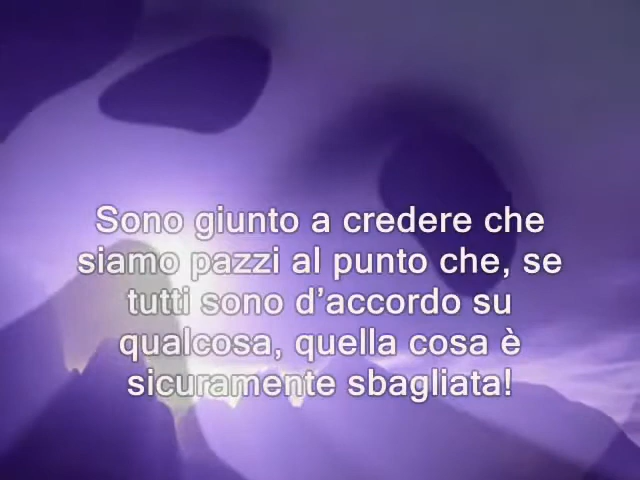 Sono giunto a credere che
siamo pazzi al punto che, se
tutti sono d’accordo su
qualcosa, quella cosa è
sicuramente sbagliata!